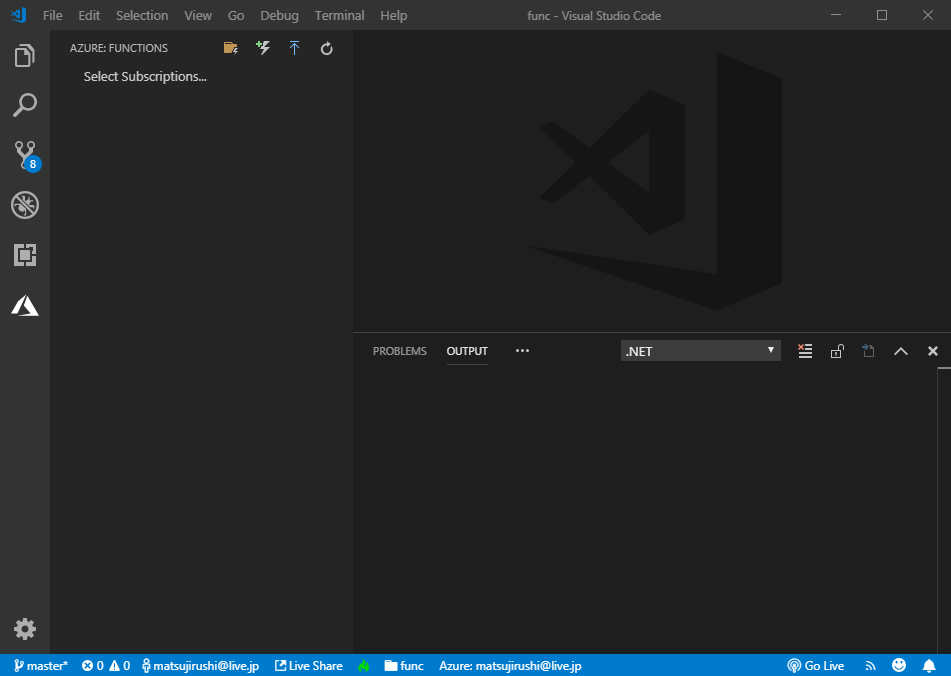 File Edit Selection View Go Debug Terminal Help func - Visual Studio Code
AZURE: FUNCTIONS
Select Subscriptions...
8
PROBLEMS OUTPUT ... .NET
master* 0 0 matsujirushi@live.jp Live Share func Azure: matsujirushi@live.jp Go Live